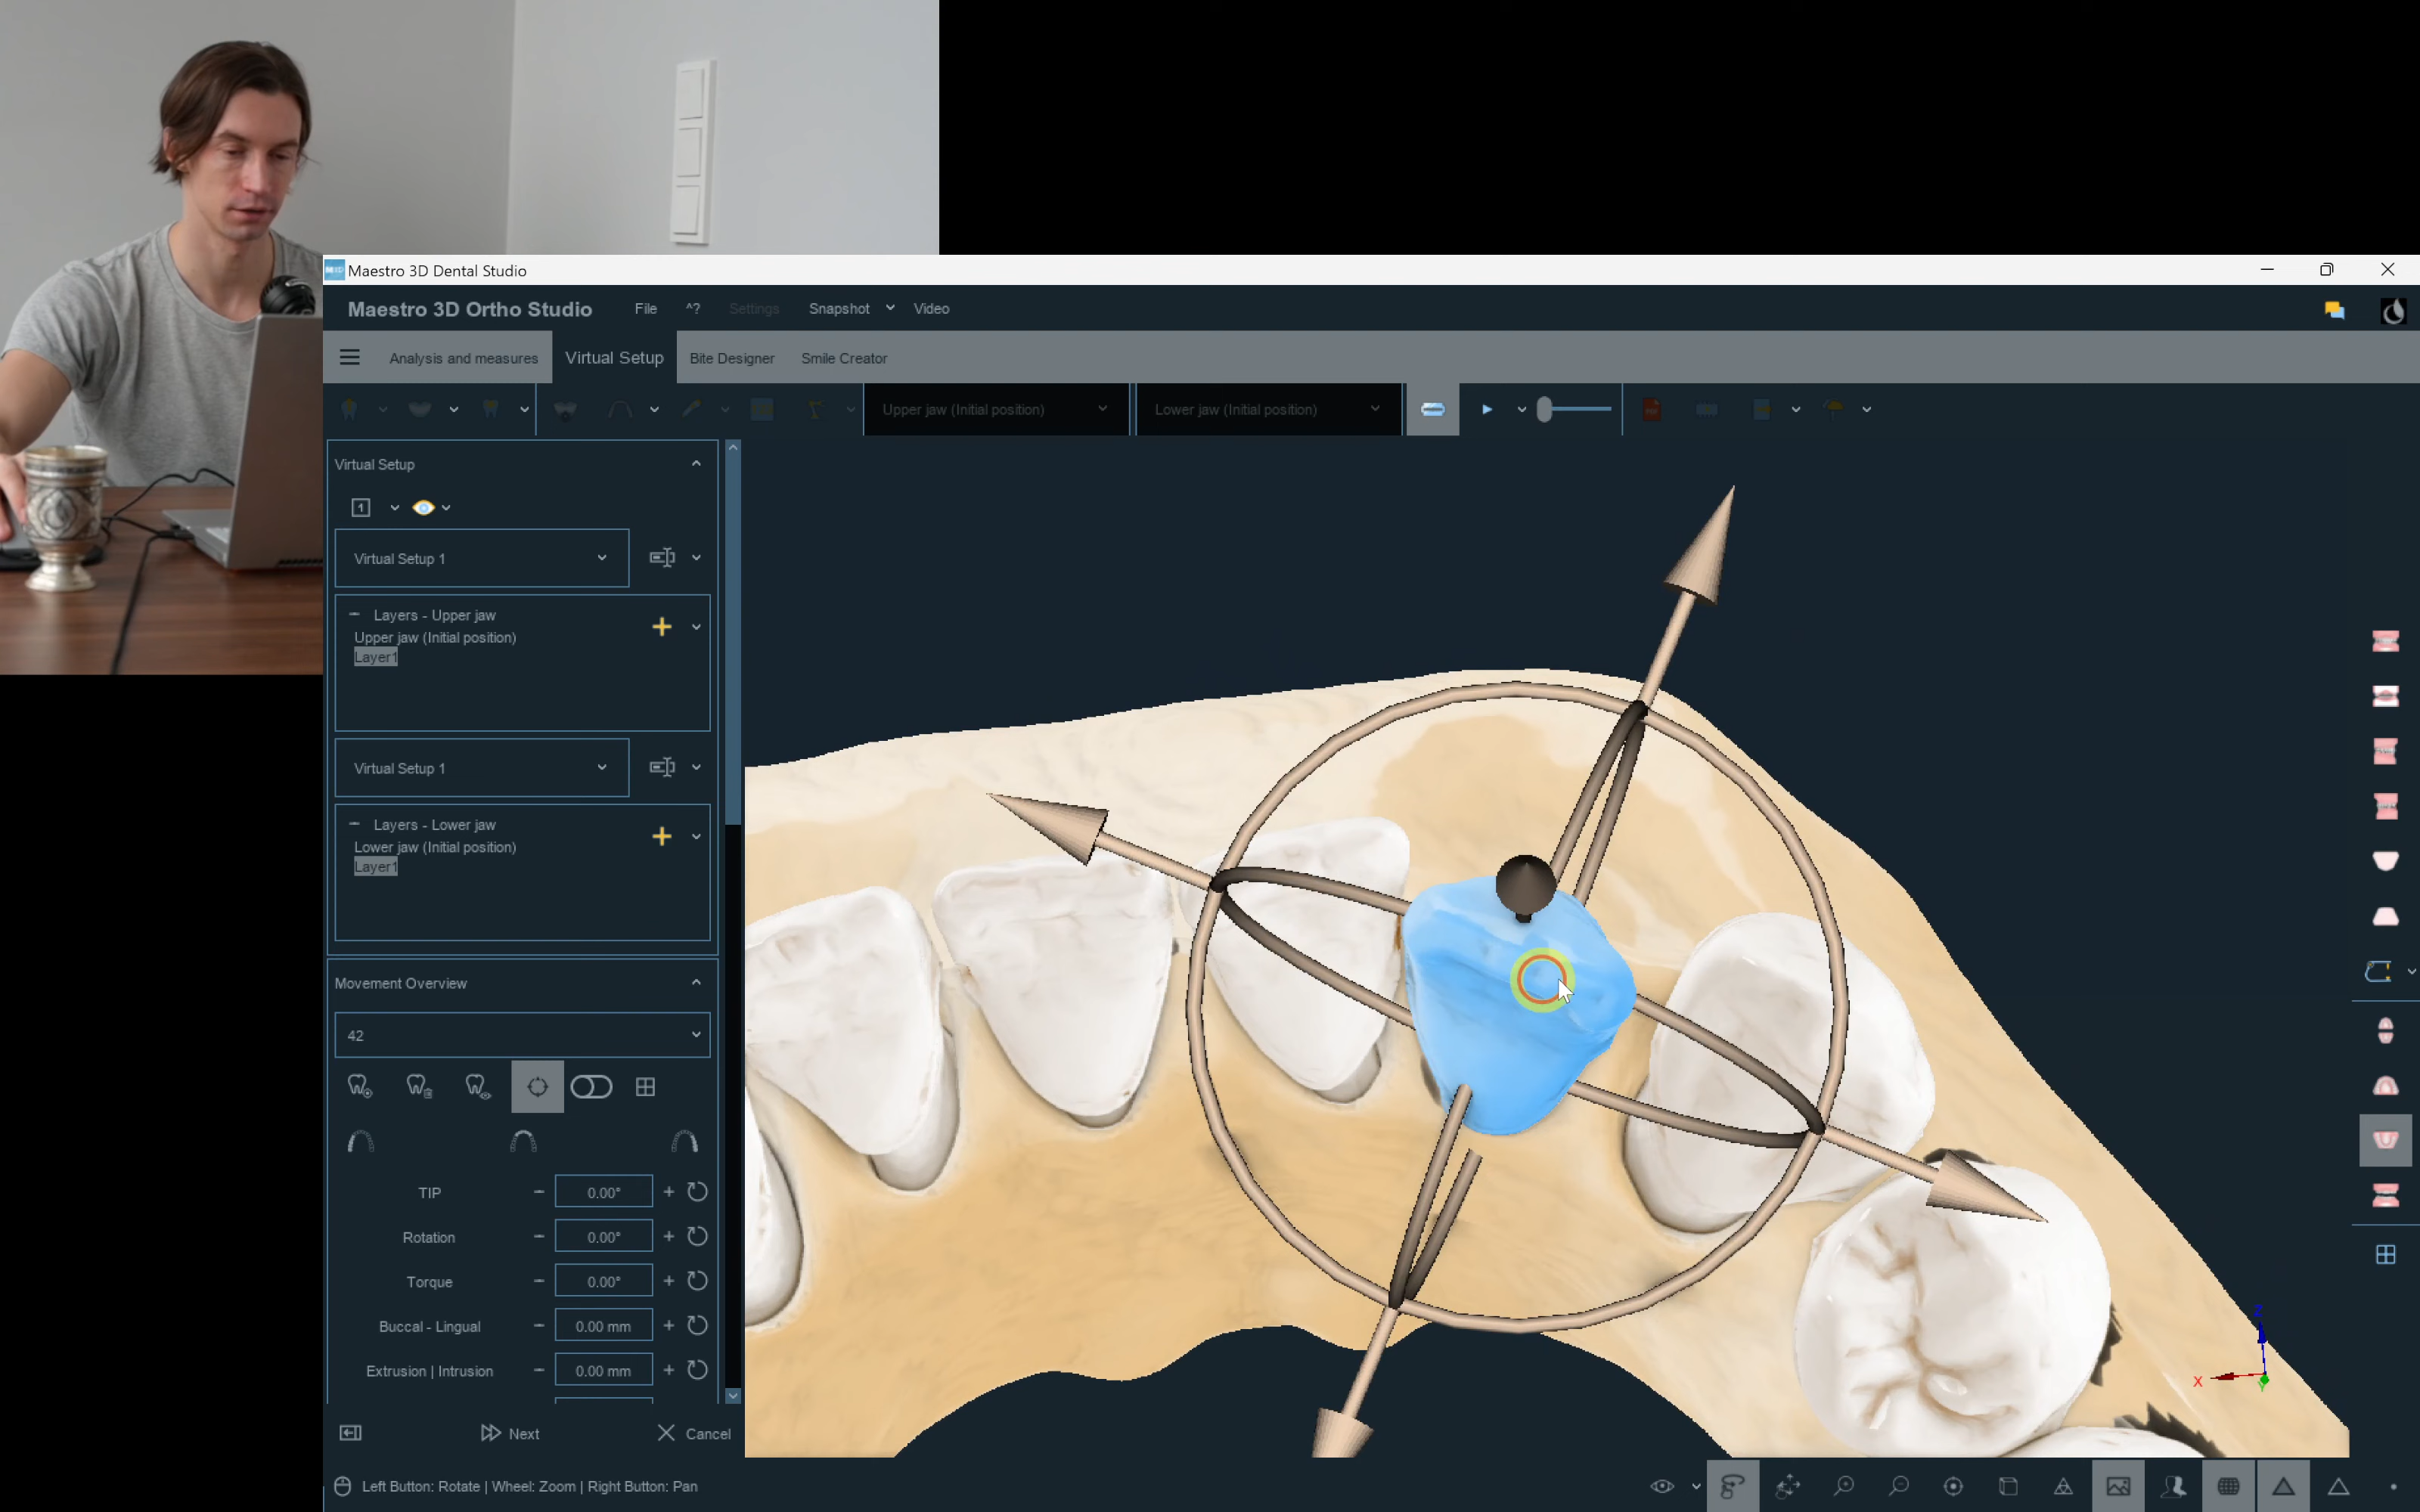 Maestro 3D Dental Studio
Maestro 3D Ortho Studio File ^? Settings Snapshot Video
Analysis and measures Virtual Setup Bite Designer Smile Creator
Upper jaw (Initial position) Lower jaw (Initial position)
Virtual Setup
1
Virtual Setup 1
Layers - Upper jaw
Upper jaw (Initial position)
Layer1
Virtual Setup 1
Layers - Lower jaw
Lower jaw (Initial position)
Layer1
Movement Overview
42
TIP - 0.00° +
Rotation - 0.00° +
Torque - 0.00° +
Buccal - Lingual - 0.00 mm +
Extrusion | Intrusion - 0.00 mm +
Next Cancel
Left Button: Rotate | Wheel: Zoom | Right Button: Pan
X
Y